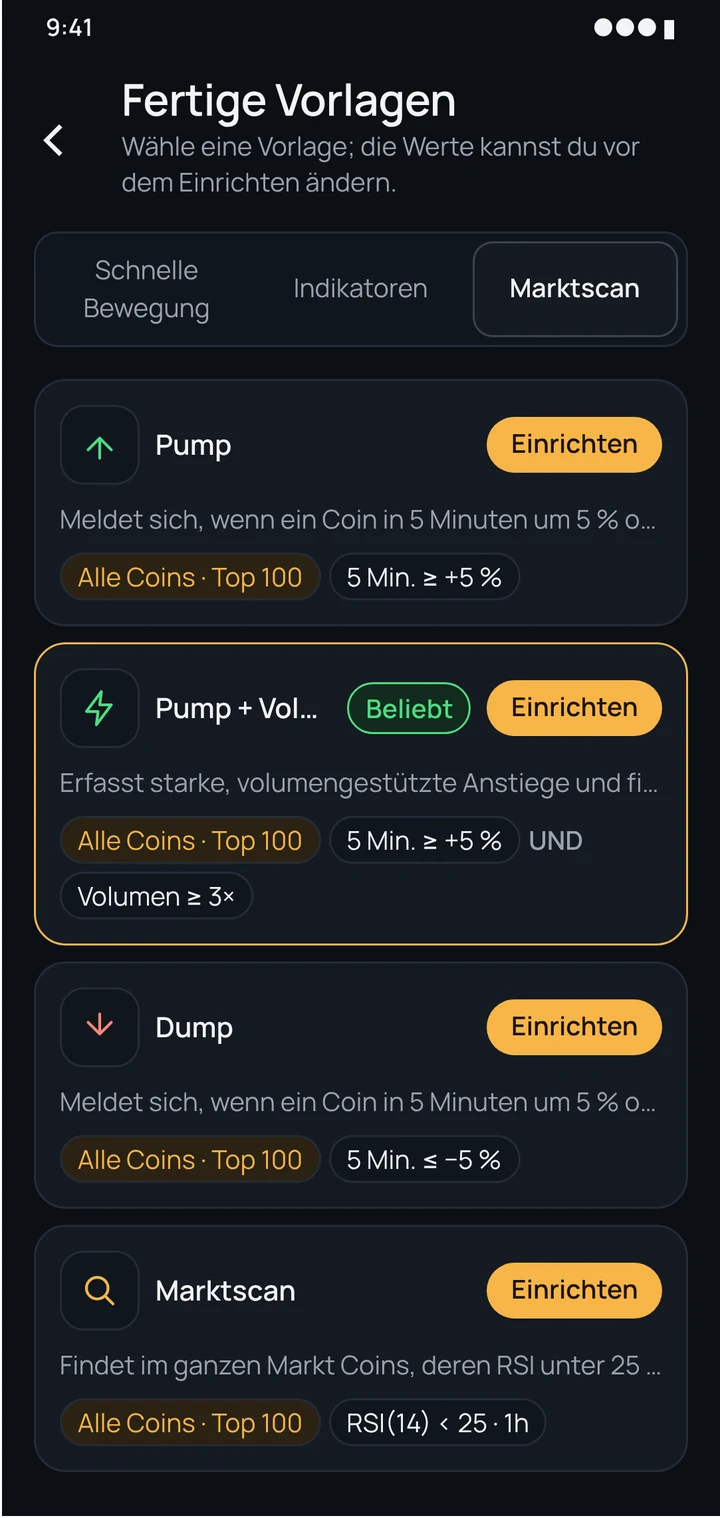 9:41
Fertige Vorlagen
Wähle eine Vorlage; die Werte kannst du vor
dem Einrichten ändern.
Schnelle
Bewegung
Indikatoren
Marktscan
Pump
Einrichten
Meldet sich, wenn ein Coin in 5 Minuten um 5 % o…
Alle Coins · Top 100
5 Min. ≥ +5 %
Pump + Vol…
Beliebt
Einrichten
Erfasst starke, volumengestützte Anstiege und fi…
Alle Coins · Top 100
5 Min. ≥ +5 %
UND
Volumen ≥ 3×
Dump
Einrichten
Meldet sich, wenn ein Coin in 5 Minuten um 5 % o…
Alle Coins · Top 100
5 Min. ≤ −5 %
Marktscan
Einrichten
Findet im ganzen Markt Coins, deren RSI unter 25 …
Alle Coins · Top 100
RSI(14) < 25 · 1h